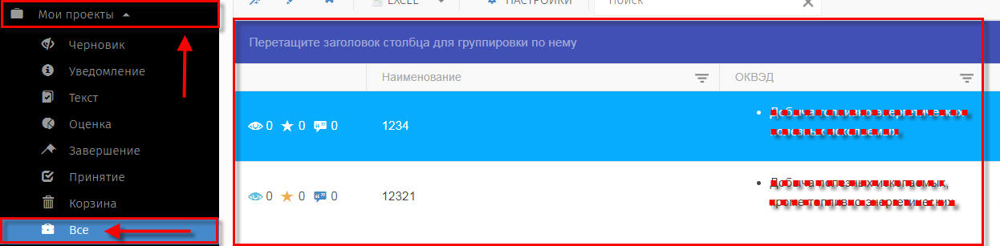 Мои проекты
Черновик
Уведомление
Текст
Оценка
Завершение
Принятие
Корзина
Все
EXCEL
НАСТРОЙКИ
Поиск
Перетащите заголовок столбца для группировки по нему
Наименование
ОКВЭД
0 0 0
1234
Добыча топливно-энергетических
полезных ископаемых
0 0 0
12321
Добыча полезных ископаемых,
кроме топливно-энергетических